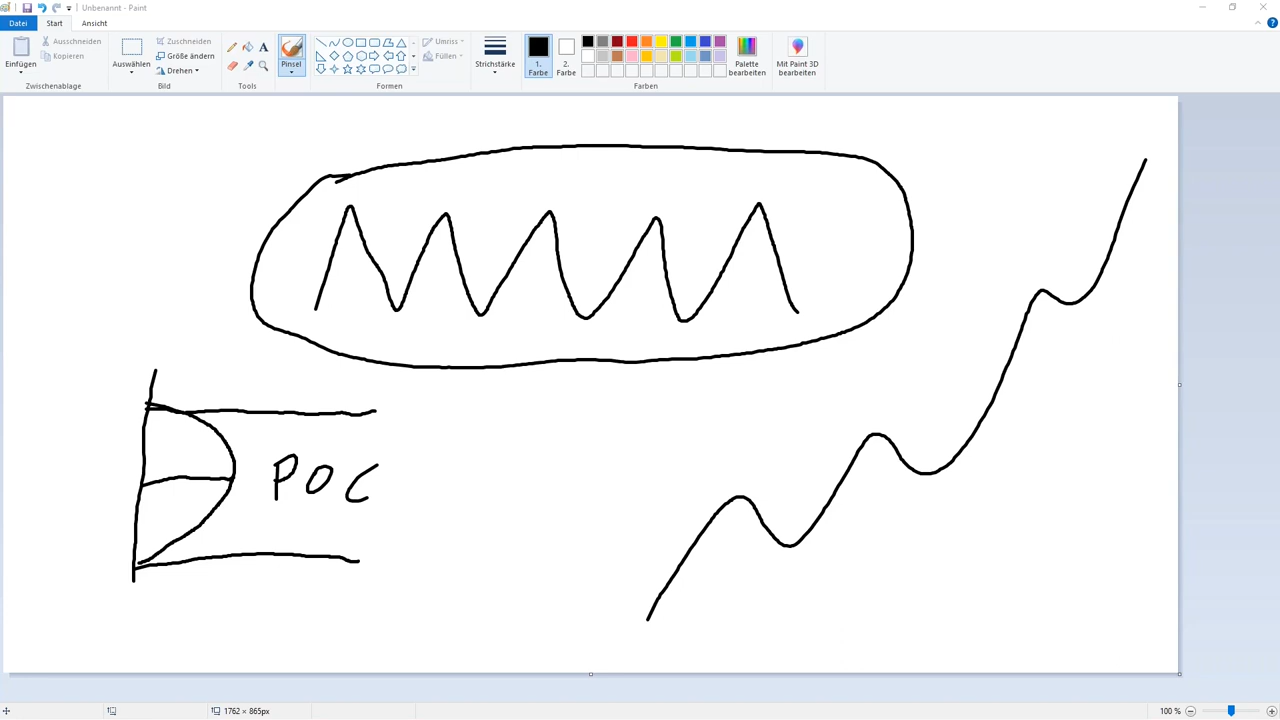 Unbenannt - Paint
Datei Start Ansicht
Einfügen
Ausschneiden
Kopieren
Zwischenablage
Auswählen
Zuschneiden
Größe ändern
Drehen
Bild
A
Pinsel
Tools
Umriss
Füllen
Formen
Strichstärke
1. Farbe
2. Farbe
Palette bearbeiten
Farben
Mit Paint 3D bearbeiten
POC
1762 × 865px
100 %